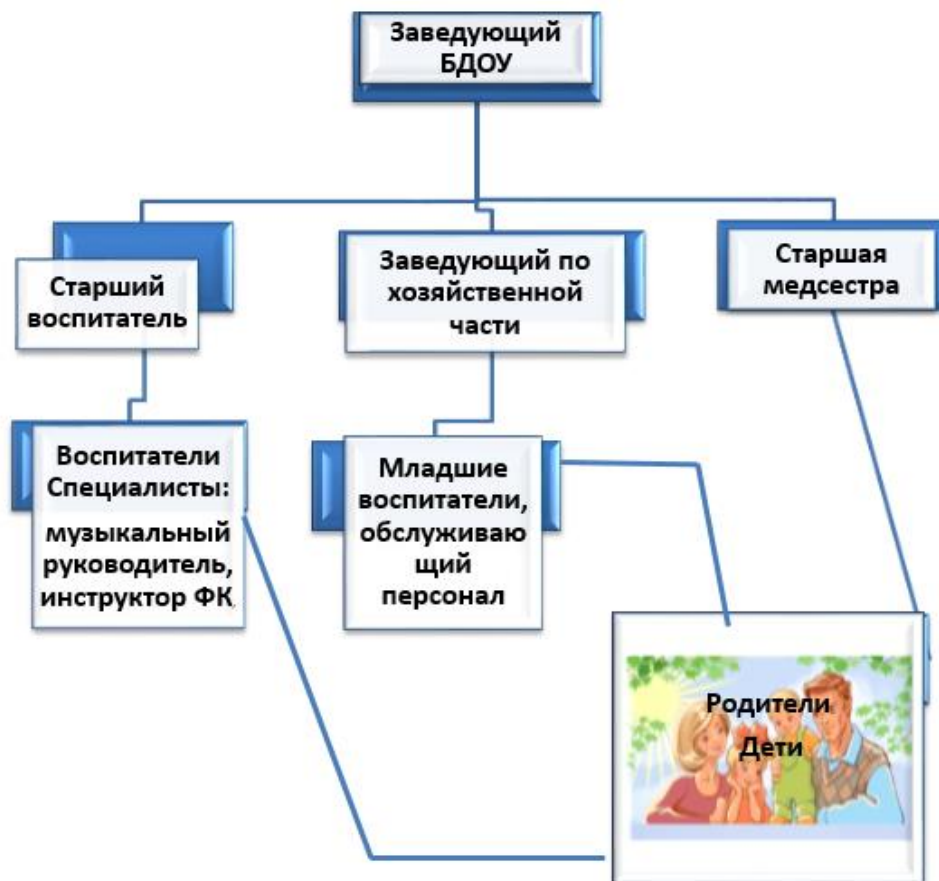 Заведующий
БДОУ
Старший
воспитатель
Заведующий по
хозяйственной
части
Старшая
медсестра
Воспитатели
Специалисты:
музыкальный
руководитель,
инструктор ФК,
Младшие
воспитатели,
обслуживаю
щий
персонал
Родители
Дети